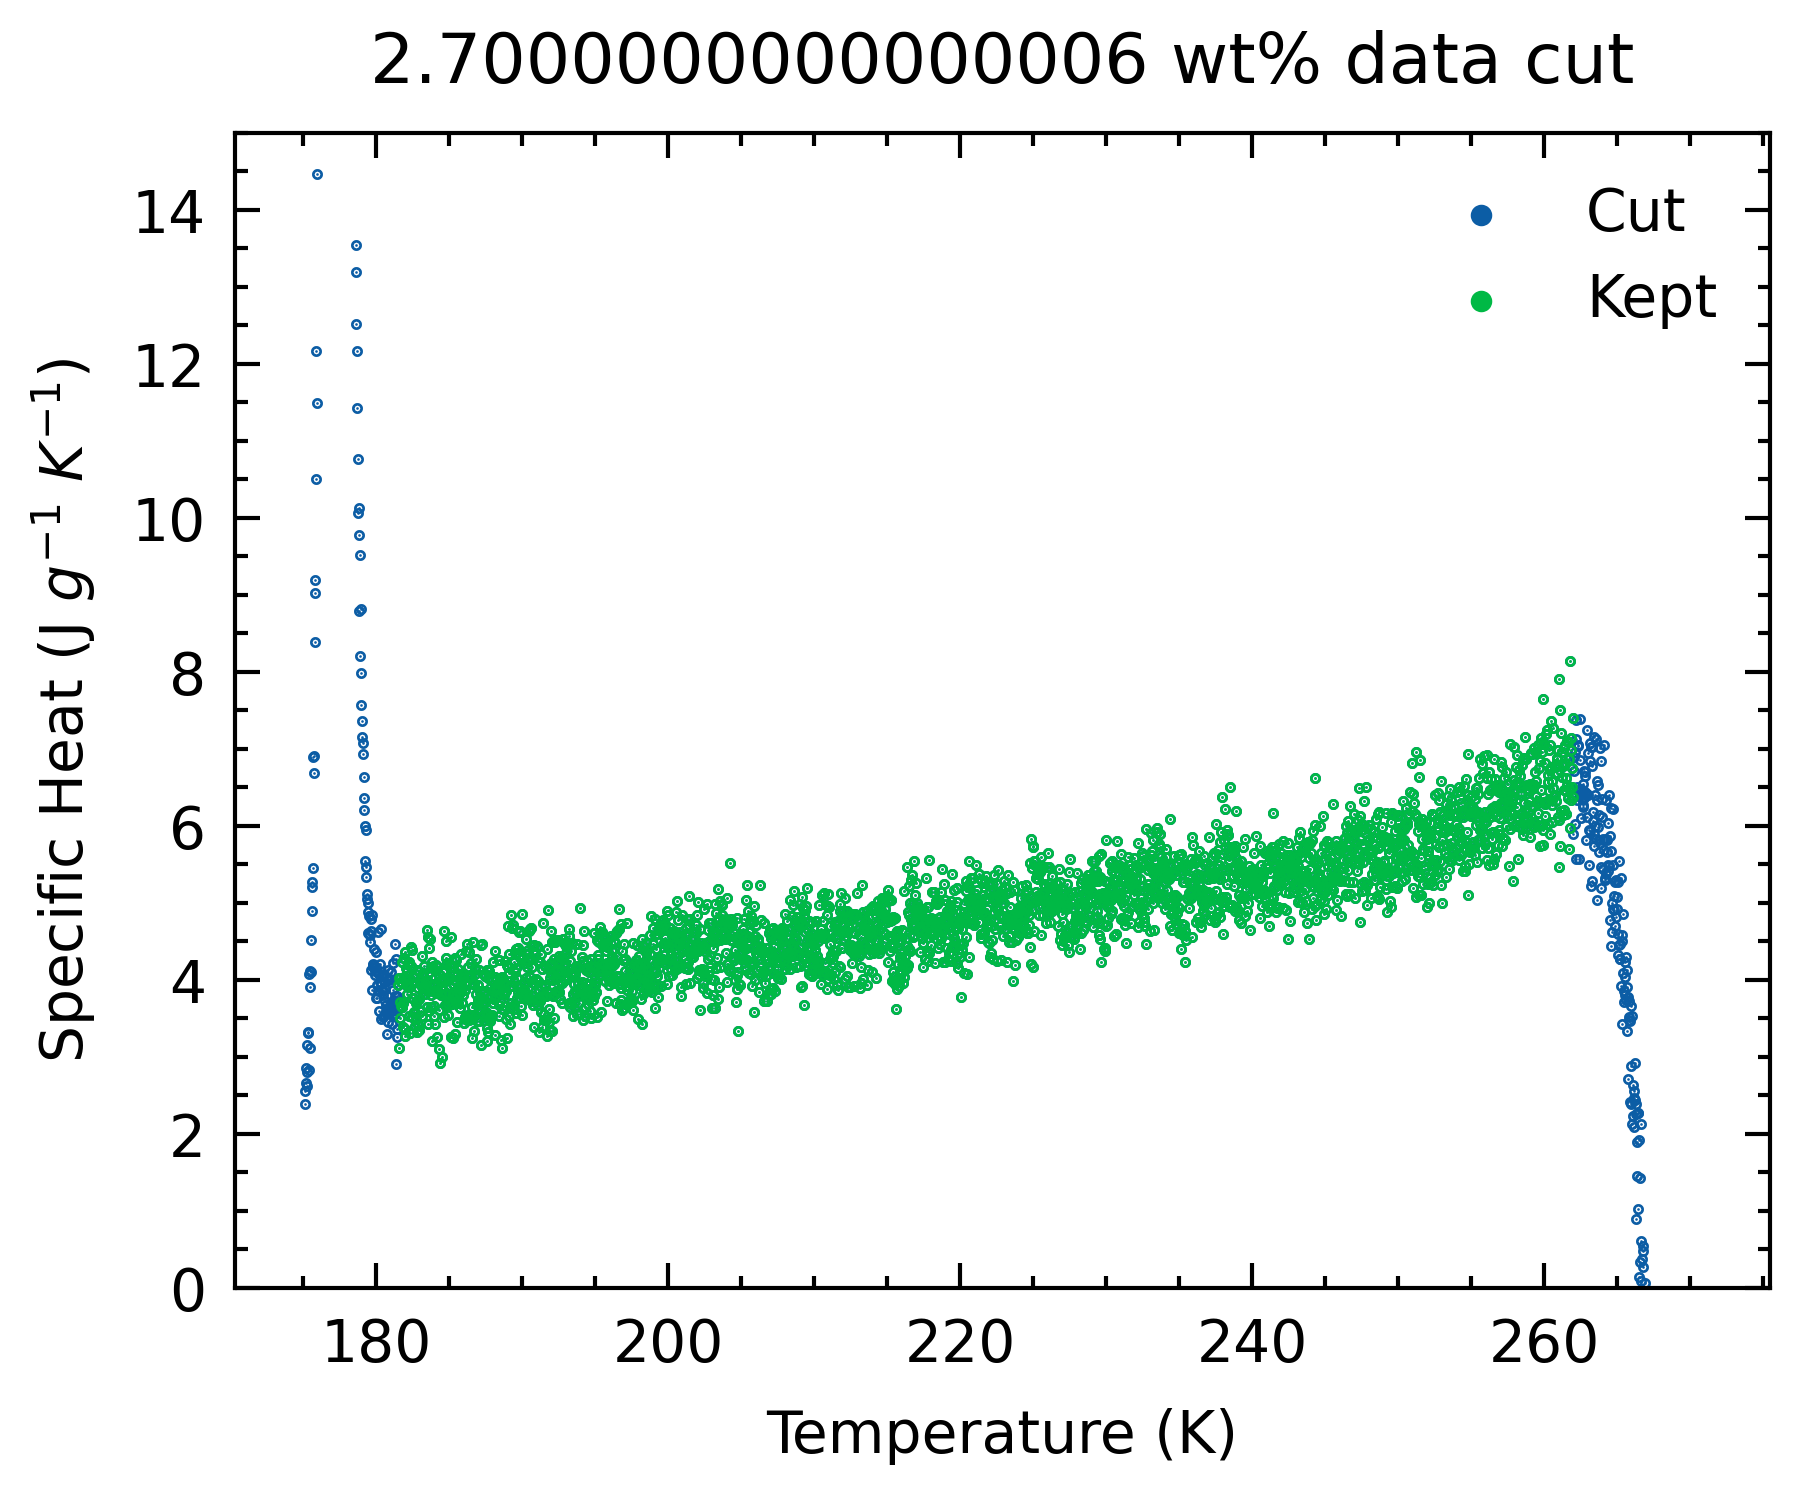 2.7000000000000006 wt% data cut
Cut
Kept
14
12
10
8
6
4
2
0
Specific Heat (J g⁻¹ K⁻¹)
180 200 220 240 260
Temperature (K)